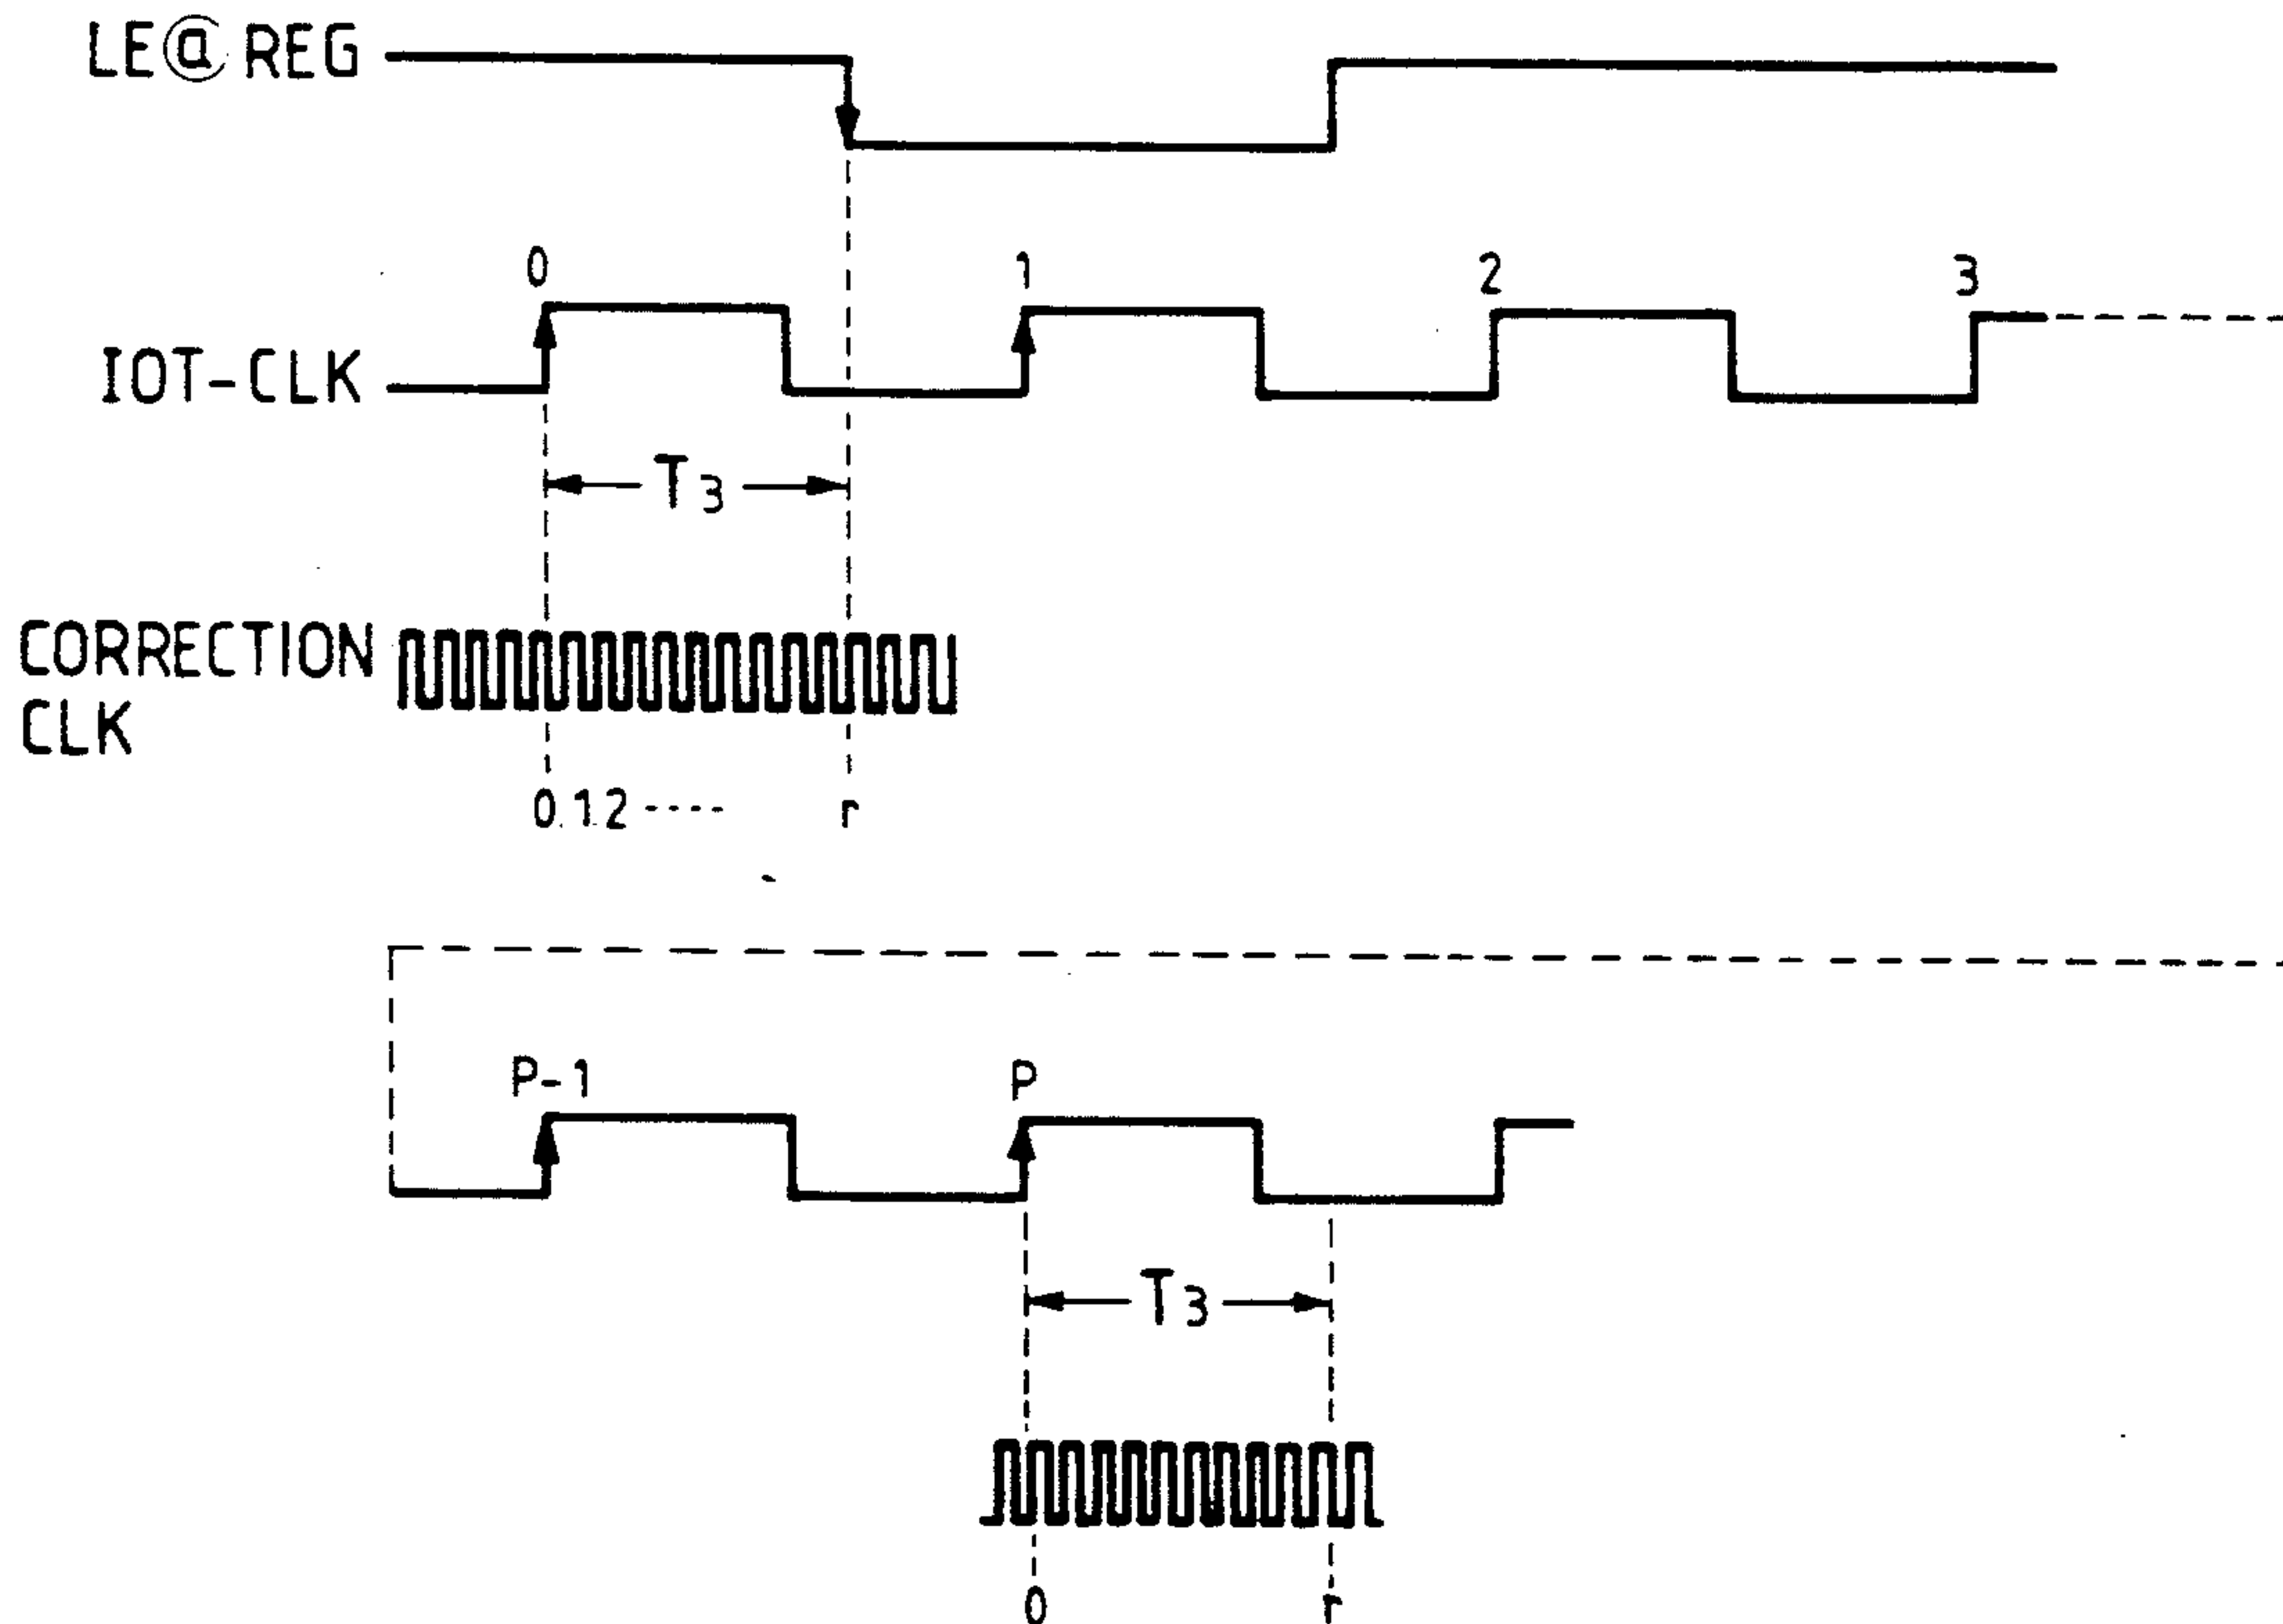 LE@ REG
0 1 2 3
IOT-CLK
T3
CORRECTION
CLK
0. 1 2 ---- r
P-1 P
T3
0 r